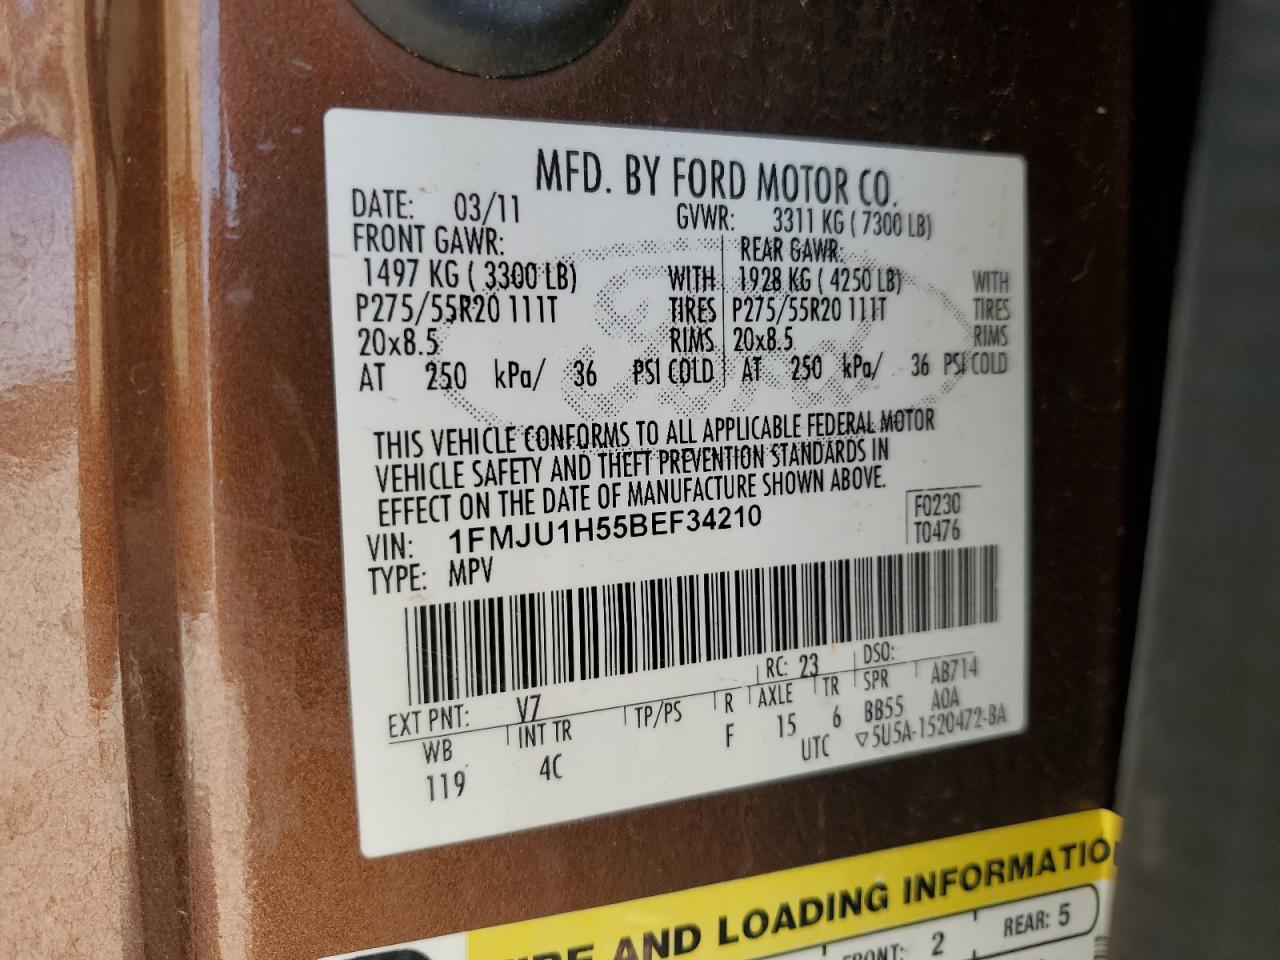 MFD. BY FORD MOTOR CO.
DATE: 03/11 GVWR: 3311 KG ( 7300 LB)
FRONT GAWR: REAR GAWR:
1497 KG ( 3300 LB) WITH 1928 KG ( 4250 LB) WITH
P275/55R20 111T TIRES P275/55R20 111T TIRES
20x8.5 RIMS 20x8.5 RIMS
AT 250 kPa/ 36 PSI COLD AT 250 kPa/ 36 PSI COLD
THIS VEHICLE CONFORMS TO ALL APPLICABLE FEDERAL MOTOR
VEHICLE SAFETY AND THEFT PREVENTION STANDARDS IN
EFFECT ON THE DATE OF MANUFACTURE SHOWN ABOVE.
VIN: 1FMJU1H55BEF34210 F0230
TYPE: MPV T0476
EXT PNT: V7 RC: 23 DSO:
WB INT TR TP/PS R AXLE TR SPR AB714
119 4C F 15 6 BB55 AOA
UTC ▽5U5A-1520472-BA
AND LOADING INFORMATIO
FRONT: 2 REAR: 5